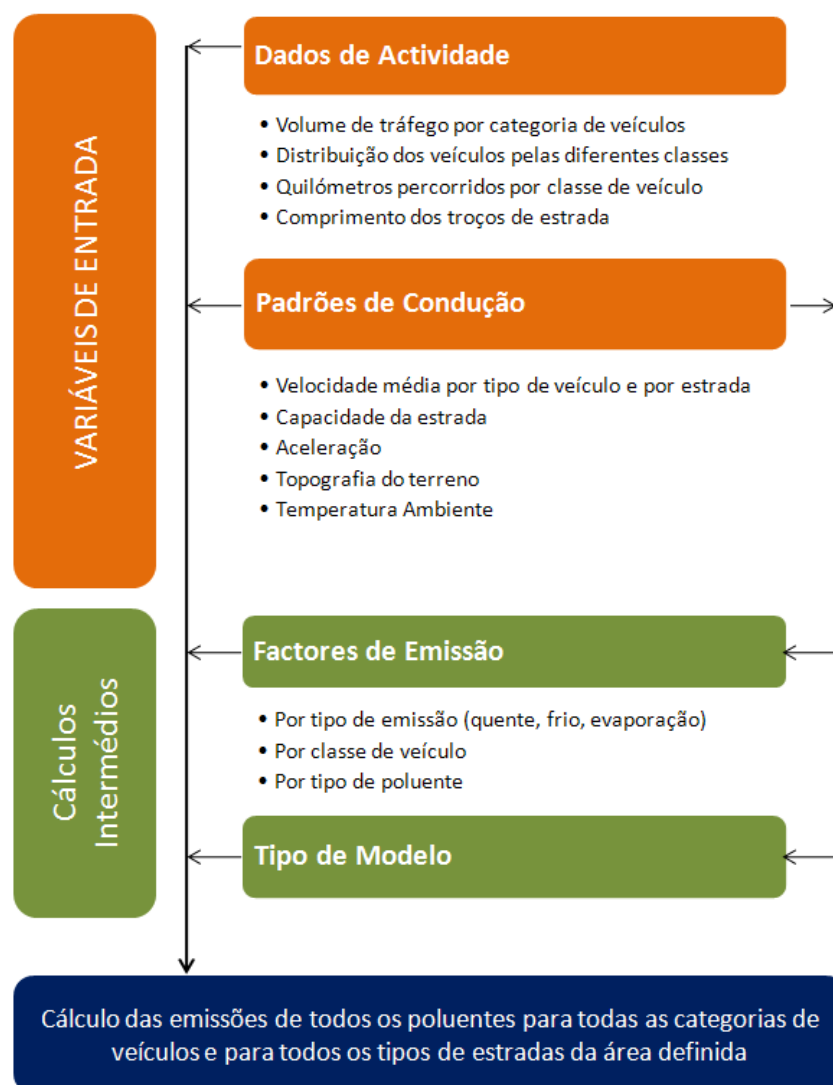 VARIÁVEIS DE ENTRADA
Dados de Actividade
• Volume de tráfego por categoria de veículos
• Distribuição dos veículos pelas diferentes classes
• Quilómetros percorridos por classe de veículo
• Comprimento dos troços de estrada
Padrões de Condução
• Velocidade média por tipo de veículo e por estrada
• Capacidade da estrada
• Aceleração
• Topografia do terreno
• Temperatura Ambiente
Cálculos
Intermédios
Factores de Emissão
• Por tipo de emissão (quente, frio, evaporação)
• Por classe de veículo
• Por tipo de poluente
Tipo de Modelo
Cálculo das emissões de todos os poluentes para todas as categorias de
veículos e para todos os tipos de estradas da área definida